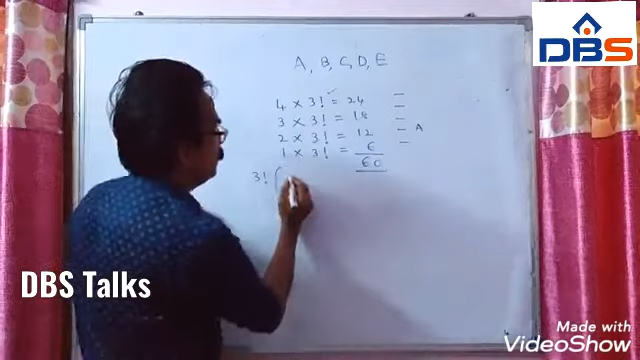 DBS
A, B, C, D, E
4 × 3! = 24 –
3 × 3! = 18 –
2 × 3! = 12 – A
1 × 3! = 6 –
60
3! (
DBS Talks
Made with
VideoShow